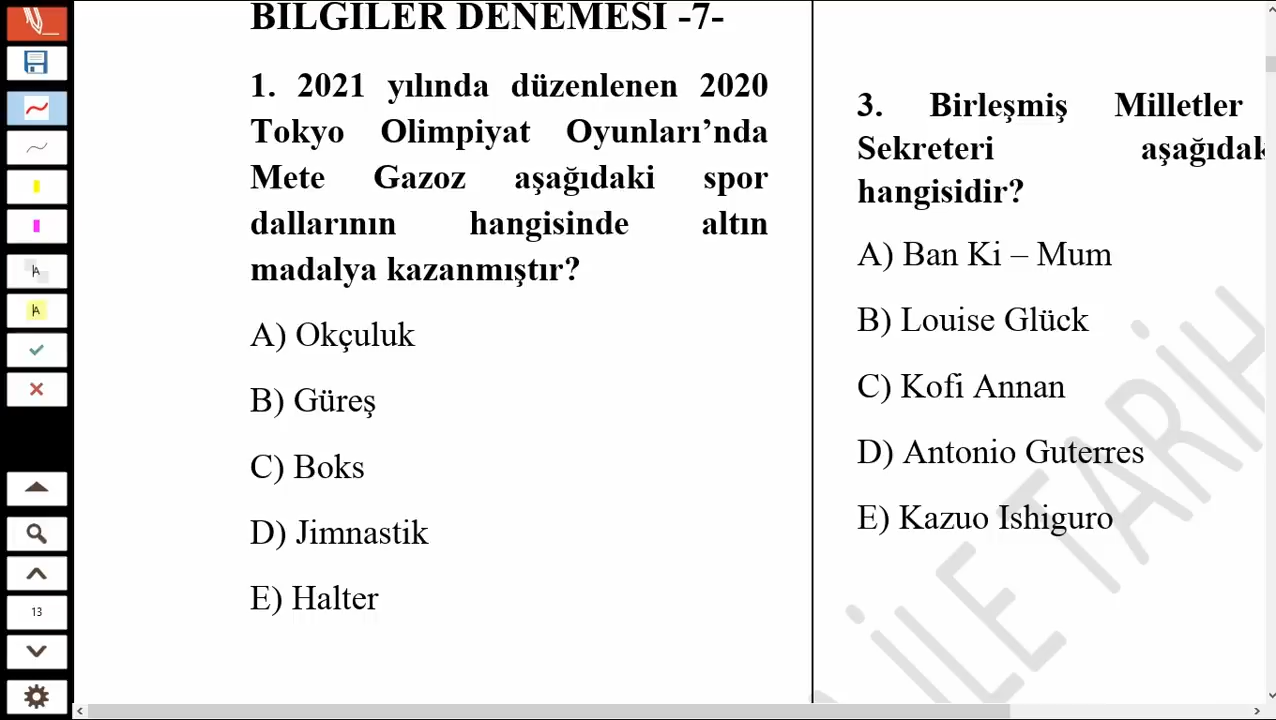 BİLGİLER DENEMESİ -7-
1. 2021 yılında düzenlenen 2020
Tokyo Olimpiyat Oyunları’nda
Mete Gazoz aşağıdaki spor
dallarının hangisinde altın
madalya kazanmıştır?
A) Okçuluk
B) Güreş
C) Boks
D) Jimnastik
E) Halter
3. Birleşmiş Milletler
Sekreteri
hangisidir?
A) Ban Ki – Mum
B) Louise Glück
C) Kofi Annan
D) Antonio Guterres
E) Kazuo Ishiguro
İLE TARİH
13